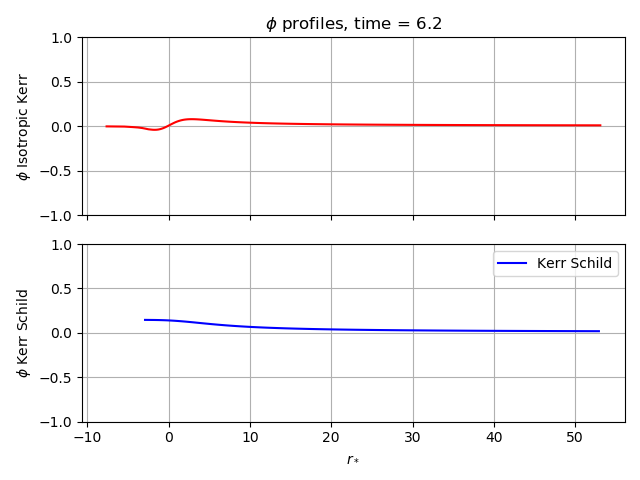 ϕ profiles, time = 6.2
1.0
0.5
0.0
−0.5
−1.0
ϕ Isotropic Kerr
Kerr Schild
1.0
0.5
0.0
−0.5
−1.0
ϕ Kerr Schild
−10 0 10 20 30 40 50
r*